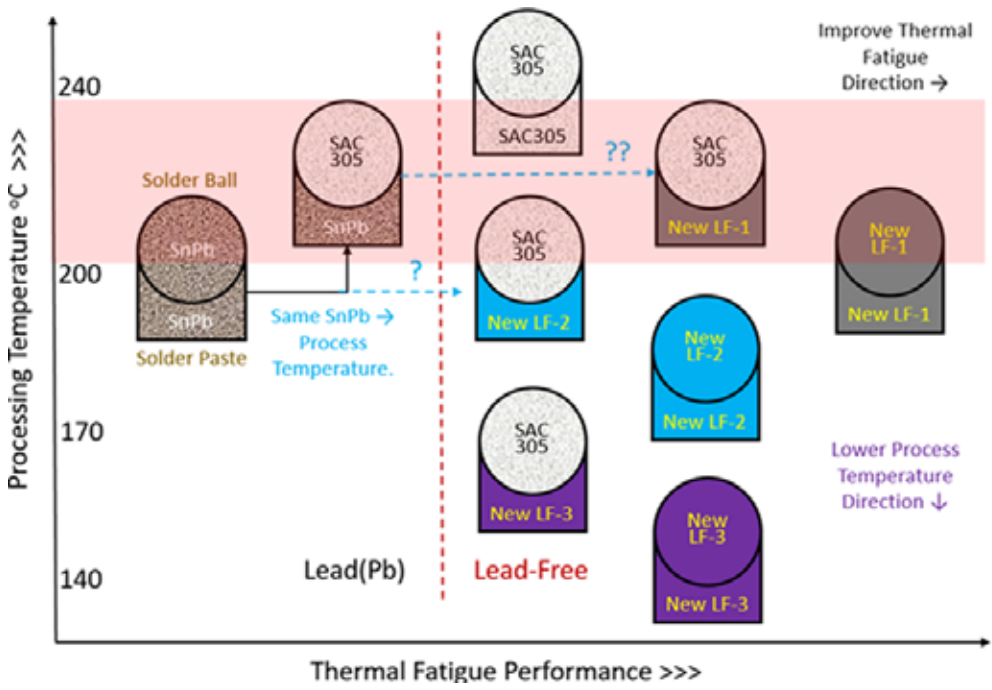 Processing Temperature ºC >>>
240
200
170
140
Improve Thermal
Fatigue
Direction →
SAC
305
SAC305
SAC
305
SnPb
??
SAC
305
New LF-1
Solder Ball
SnPb
SnPb
Solder Paste
?
Same SnPb →
Process
Temperature.
SAC
305
New LF-2
New
LF-1
New LF-1
New
LF-2
New LF-2
SAC
305
New LF-3
Lower Process
Temperature
Direction ↓
New
LF-3
New LF-3
Lead(Pb)
Lead-Free
Thermal Fatigue Performance >>>